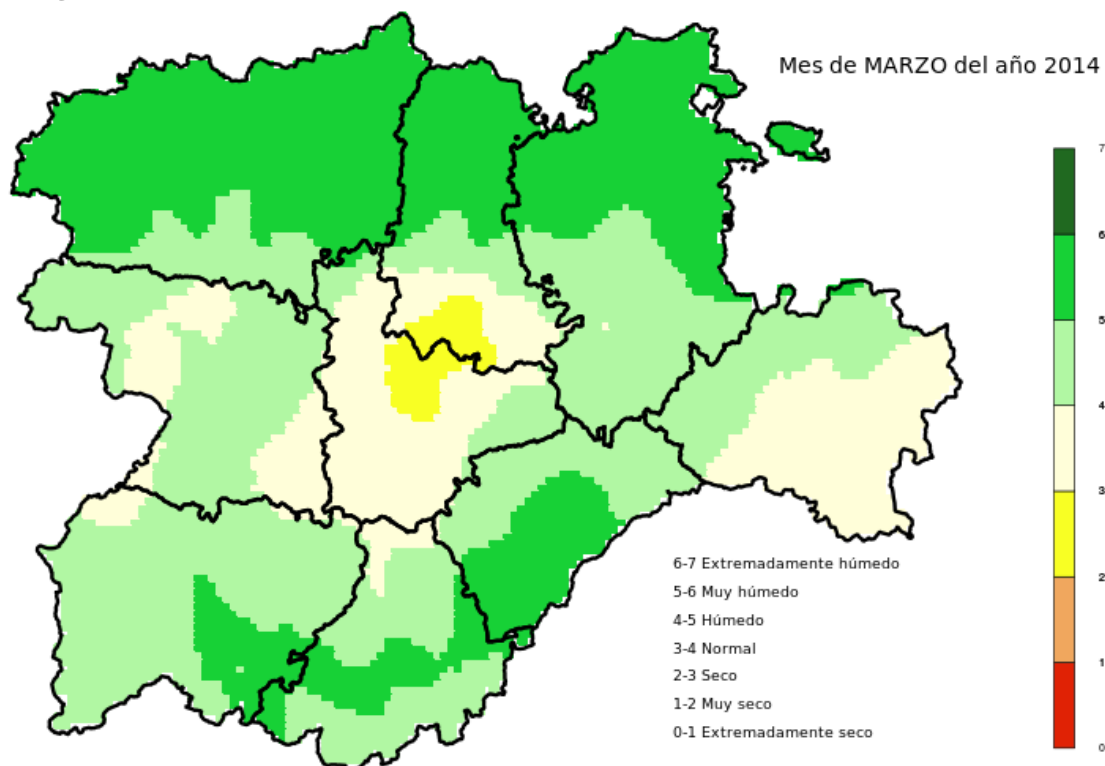 Mes de MARZO del año 2014
7
6
5
4
3
2
1
0
6-7 Extremadamente húmedo
5-6 Muy húmedo
4-5 Húmedo
3-4 Normal
2-3 Seco
1-2 Muy seco
0-1 Extremadamente seco